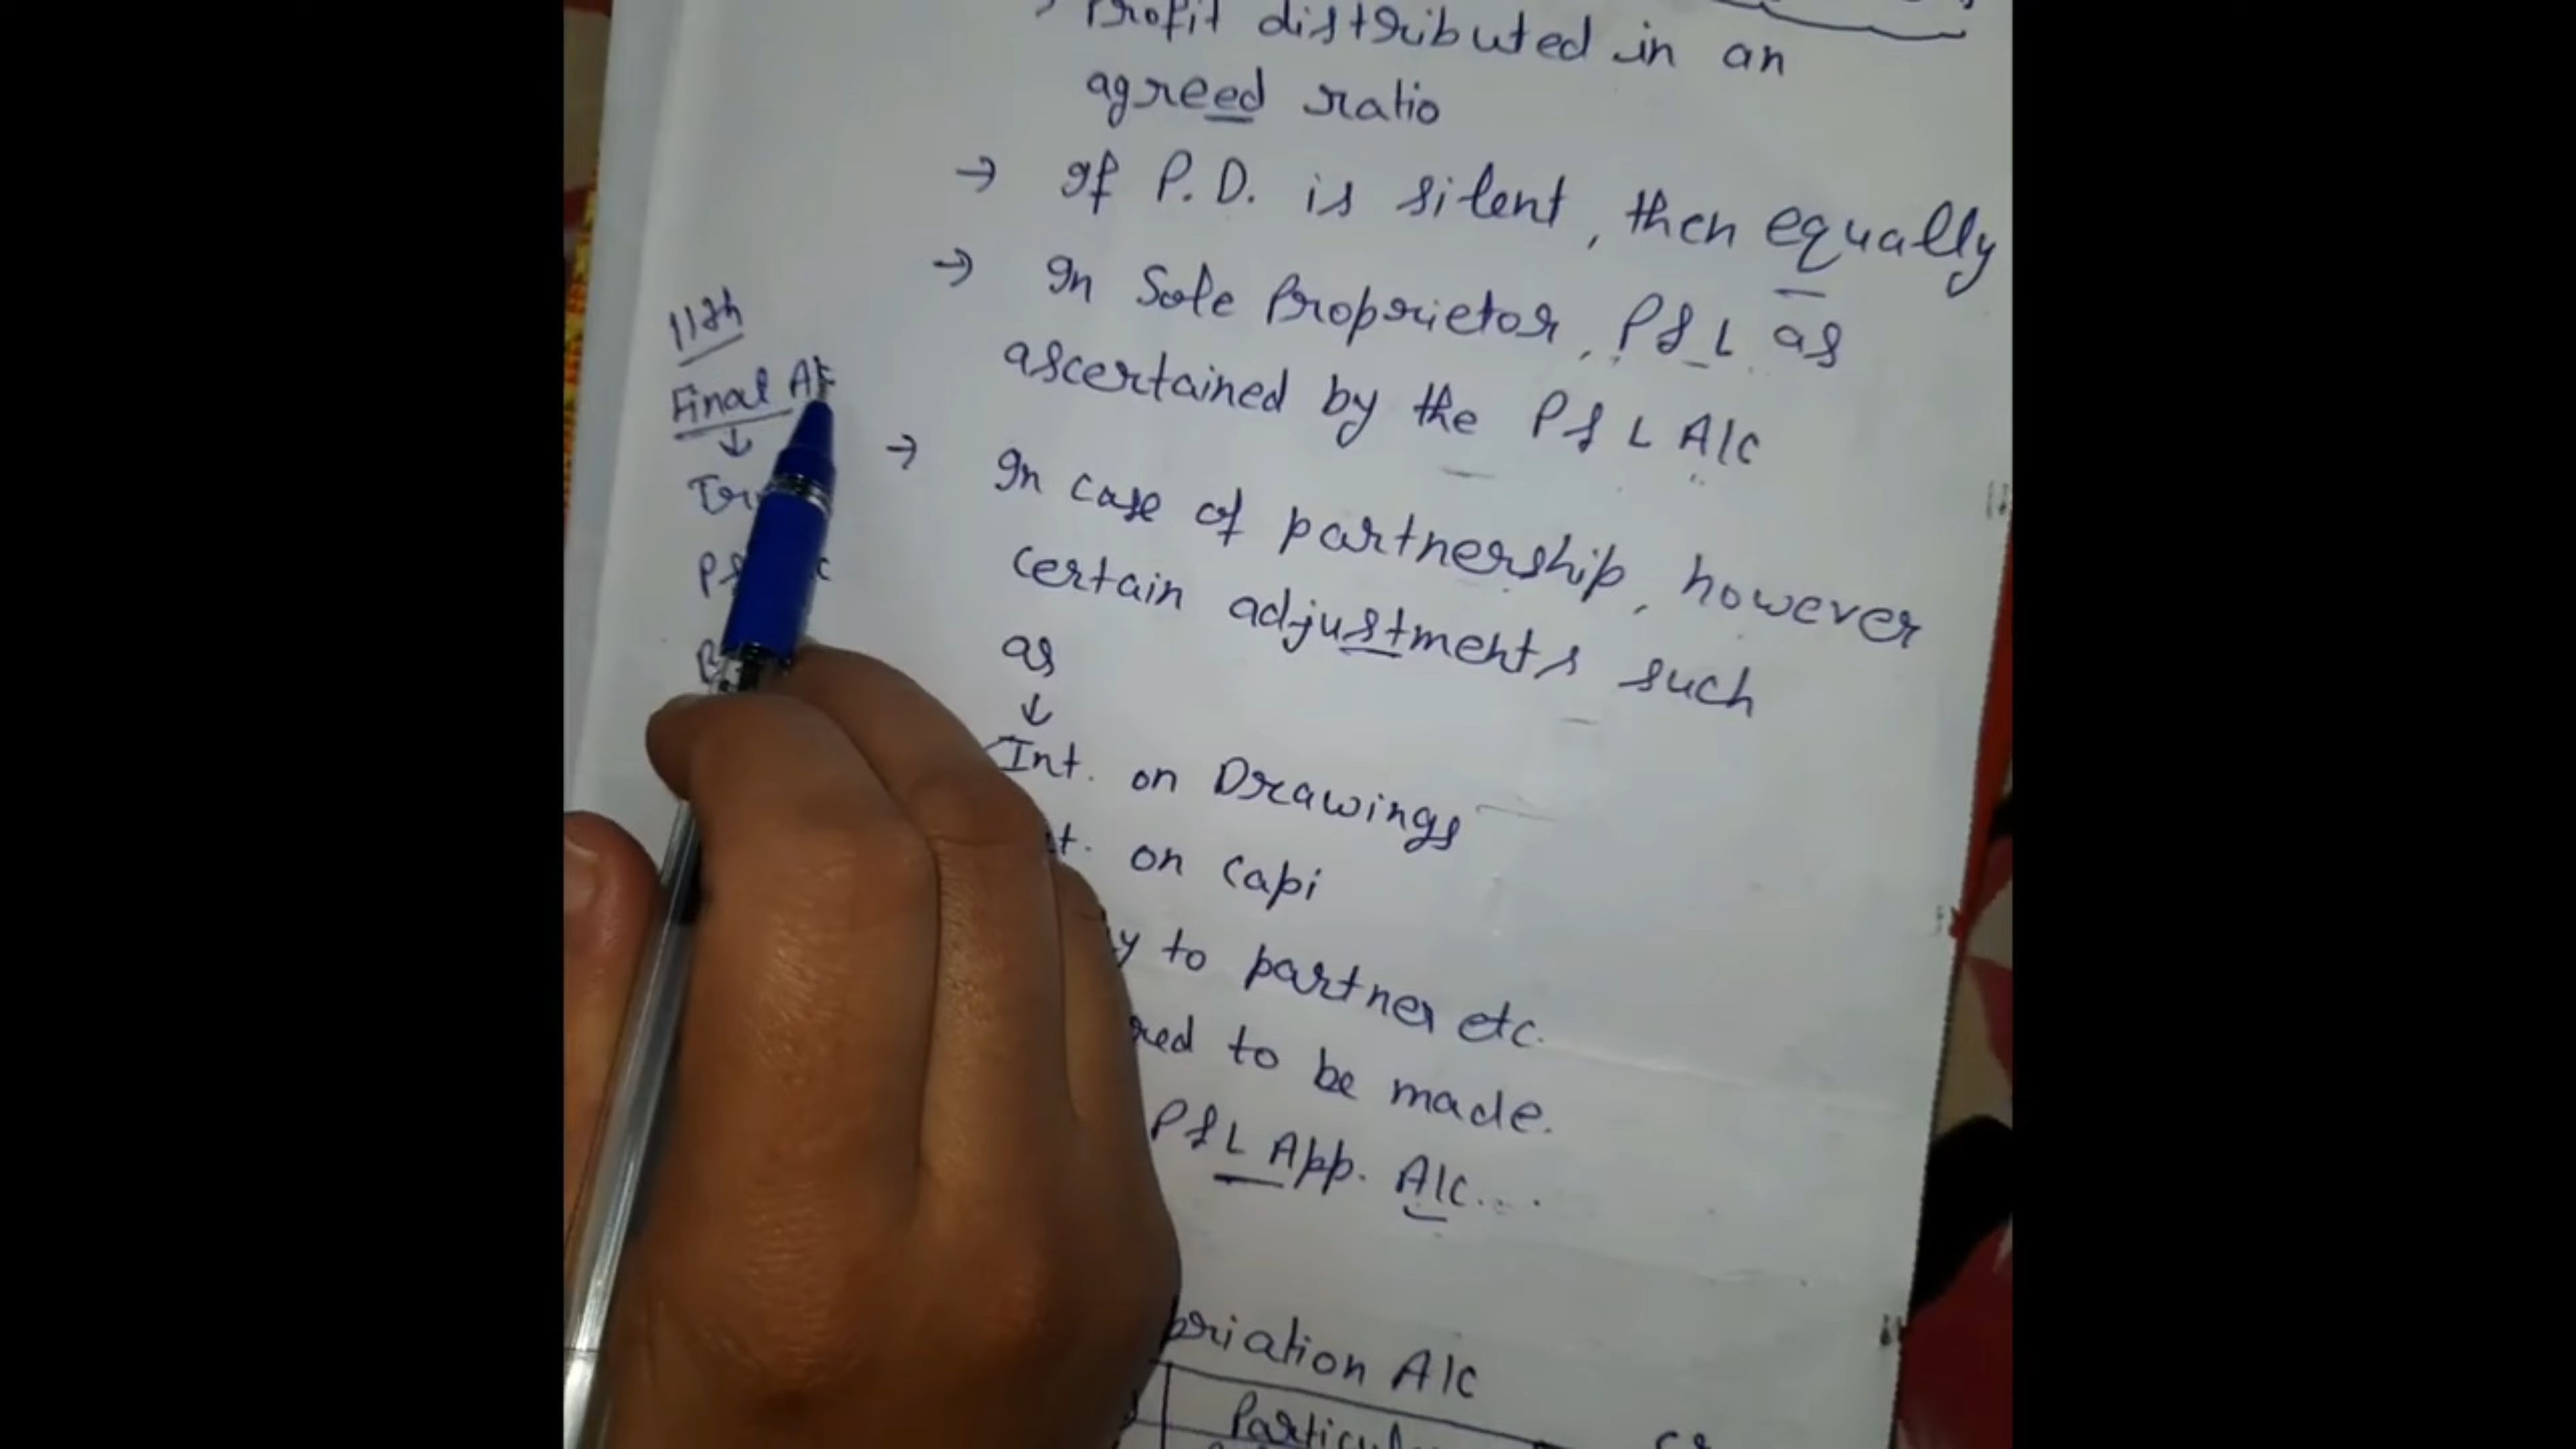 Profit distributed in an
agreed ratio
→ If P.D. is silent, then equally
→ In Sole Proprietor, P&L as
ascertained by the P&L A/c
→ In case of partnership, however
certain adjustments such
as
↓
Int. on Drawings
on Capi
to partner etc.
to be made.
P&L App. A/c...
A/c
11th
Final
↓